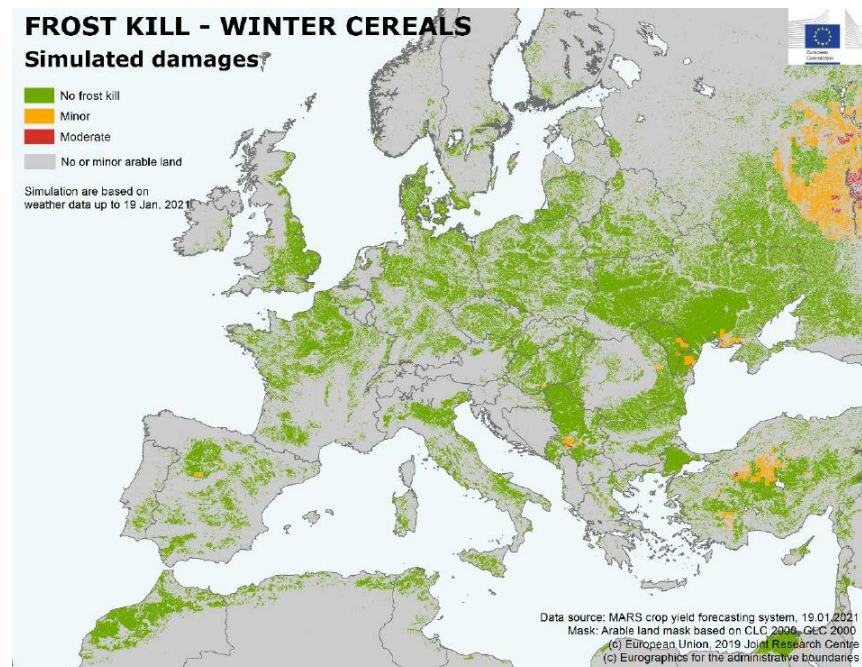 FROST KILL - WINTER CEREALS
Simulated damages
European
Commission
No frost kill
Minor
Moderate
No or minor arable land
Simulation are based on
weather data up to 19 Jan. 2021
Data source: MARS crop yield forecasting system, 19.01.2021
Mask: Arable land mask based on CLC 2000, GLC 2000
(c) European Union, 2019 Joint Research Centre
(c) Eurographics for the administrative boundaries